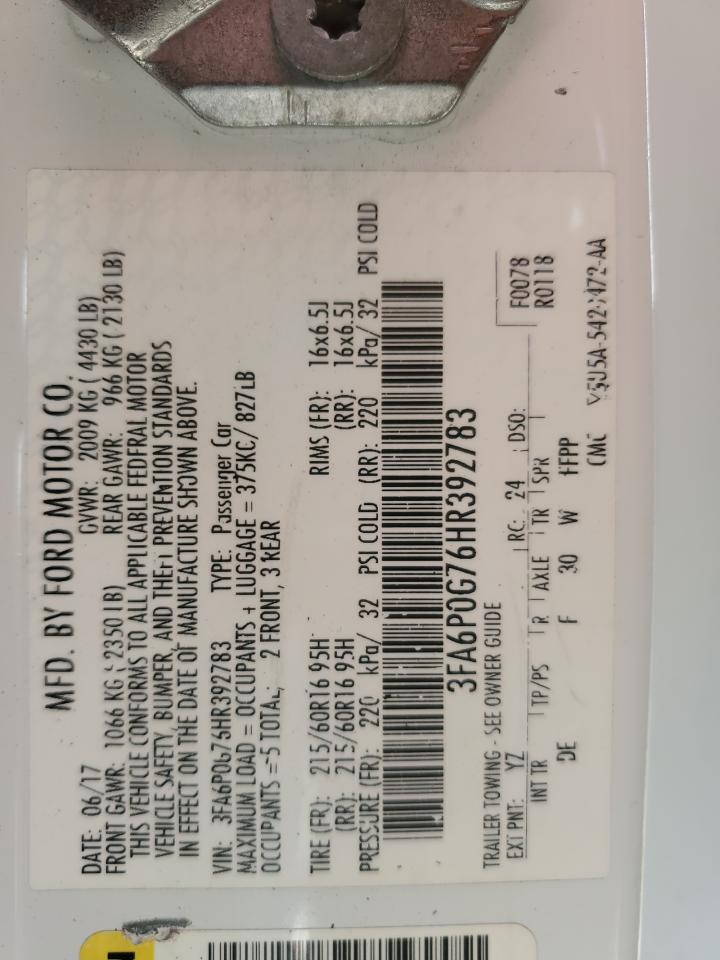 MFD. BY FORD MOTOR CO.
DATE: 06/17 GVWR: 2009 KG ( 4430 LB)
FRONT GAWR: 1066 KG ( 2350 LB) REAR GAWR: 966 KG ( 2130 LB)
THIS VEHICLE CONFORMS TO ALL APPLICABLE FEDERAL MOTOR
VEHICLE SAFETY, BUMPER, AND THEFT PREVENTION STANDARDS
IN EFFECT ON THE DATE OF MANUFACTURE SHOWN ABOVE.
VIN: 3FA6P0G76HR392783 TYPE: Passenger Car
MAXIMUM LOAD = OCCUPANTS + LUGGAGE = 375KG/ 827LB
OCCUPANTS = 5 TOTAL, 2 FRONT, 3 REAR
TIRE (FR): 215/60R16 95H RIMS (FR): 16x6.5J
(RR): 215/60R16 95H (RR): 16x6.5J
PRESSURE (FR): 220 kPa/ 32 PSI COLD (RR): 220 kPa/ 32 PSI COLD
3FA6P0G76HR392783
TRAILER TOWING - SEE OWNER GUIDE
F0078
EXT PNT: YZ RC: 24 DSO: R0118
INT TR TP/PS R AXLE TR SPR
DE F 30 W